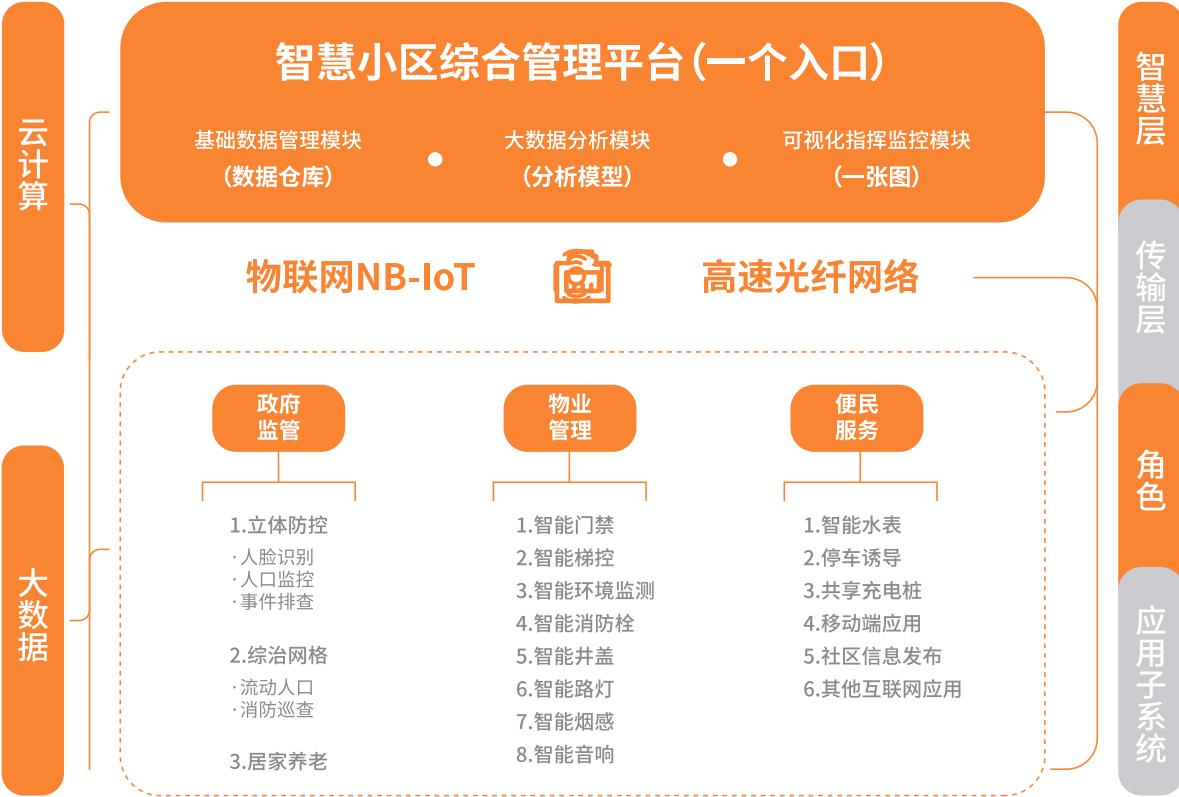 智慧小区综合管理平台（一个入口）
基础数据管理模块
（数据仓库）
大数据分析模块
（分析模型）
可视化指挥监控模块
（一张图）
云计算
大数据
物联网NB-IoT
高速光纤网络
政府
监管
1.立体防控
·人脸识别
·人口监控
·事件排查
2.综治网格
·流动人口
·消防巡查
3.居家养老
物业
管理
1.智能门禁
2.智能梯控
3.智能环境监测
4.智能消防栓
5.智能井盖
6.智能路灯
7.智能烟感
8.智能音响
便民
服务
1.智能水表
2.停车诱导
3.共享充电桩
4.移动端应用
5.社区信息发布
6.其他互联网应用
智慧层
传输层
角色
应用子系统